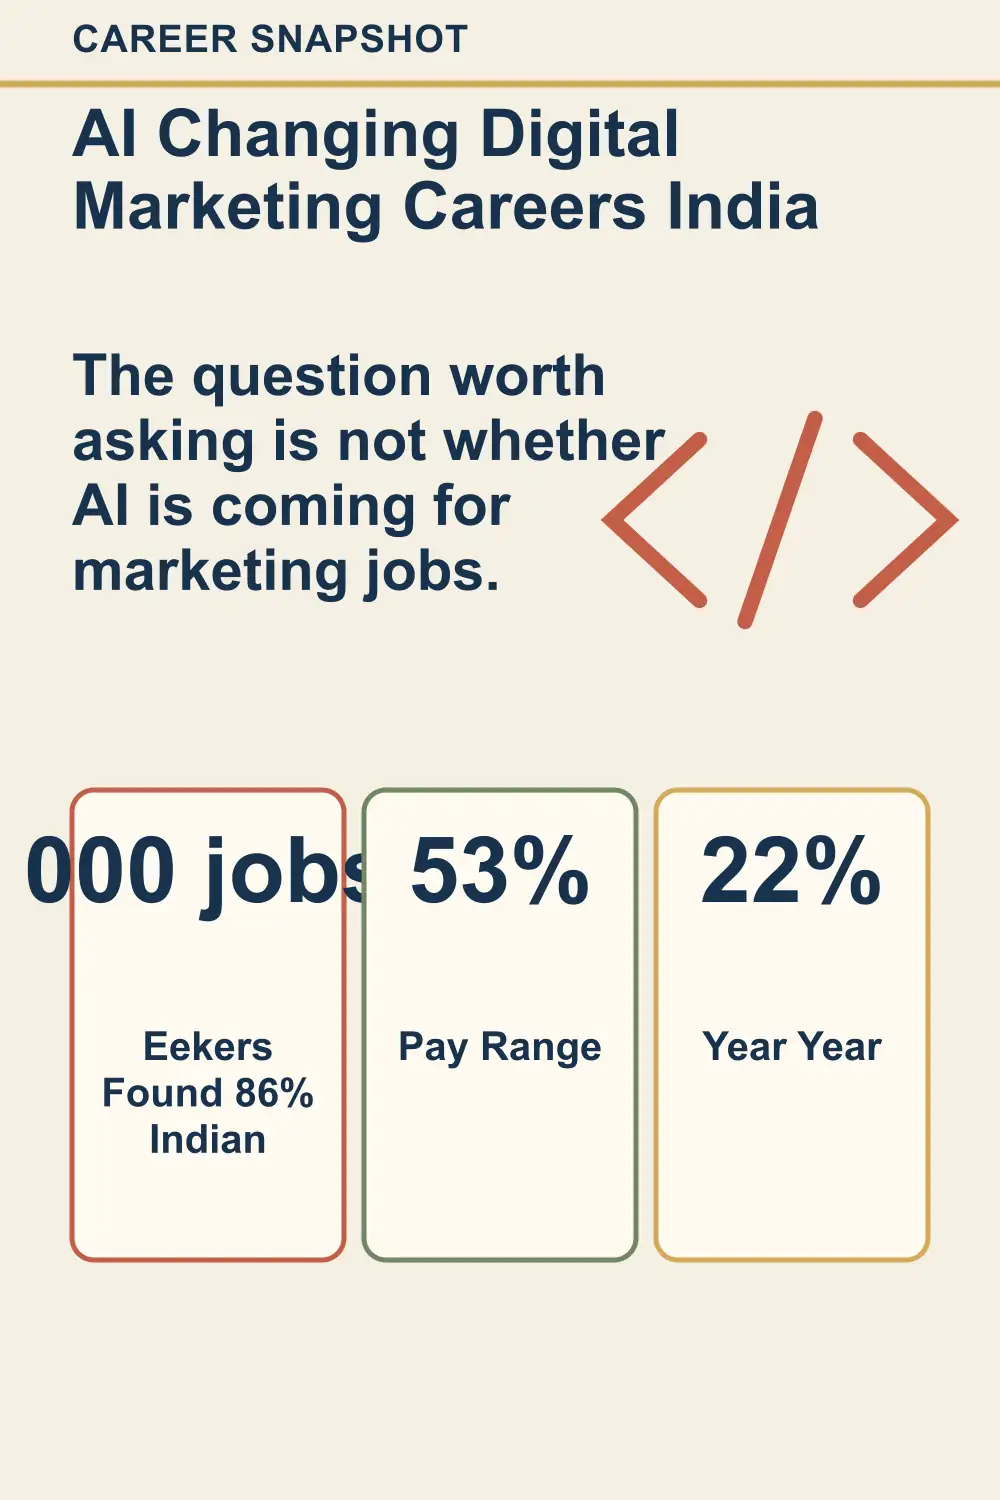 CAREER SNAPSHOT
AI Changing Digital
Marketing Careers India
The question worth
asking is not whether
AI is coming for
marketing jobs.
</>
000 jobs
53%
22%
Eekers
Found 86%
Indian
Pay Range
Year Year